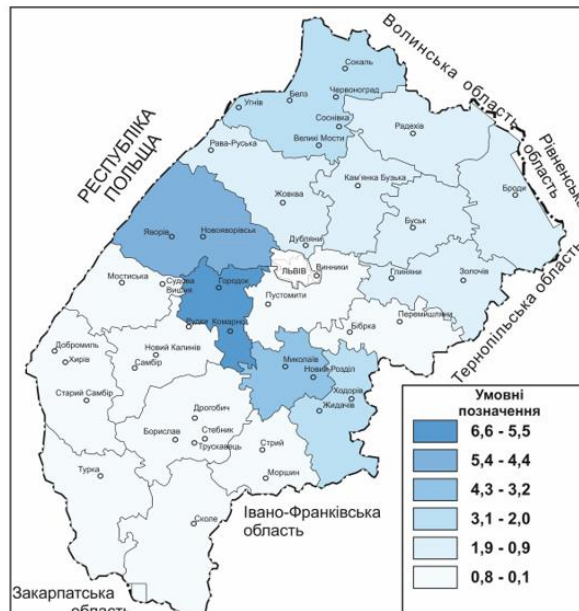 Волинська область
Рівненська область
Тернопільська область
РЕСПУБЛІКА
ПОЛЬЩА
Сокаль
Белз
Червоноград
Угнів
Соснівка
Великі Мости
Радехів
Рава-Руська
Кам'янка Бузька
Жовква
Броди
Буськ
Яворів
Новояворівськ
Дубляни
ЛЬВІВ
Винники
Глиняни
Золочів
Мостиська
Судова
Вишня
Городок
Пустомити
Рудки
Комарно
Бібрка
Перемишляни
Добромиль
Хирів
Новий Калинів
Самбір
Миколаїв
Новий Розділ
Ходорів
Жидачів
Старий Самбір
Дрогобич
Борислав
Стебник
Трускавець
Стрий
Турка
Моршин
Сколе
Івано-Франківська
область
Закарпатська
область
Умовні
позначення
6,6 - 5,5
5,4 - 4,4
4,3 - 3,2
3,1 - 2,0
1,9 - 0,9
0,8 - 0,1